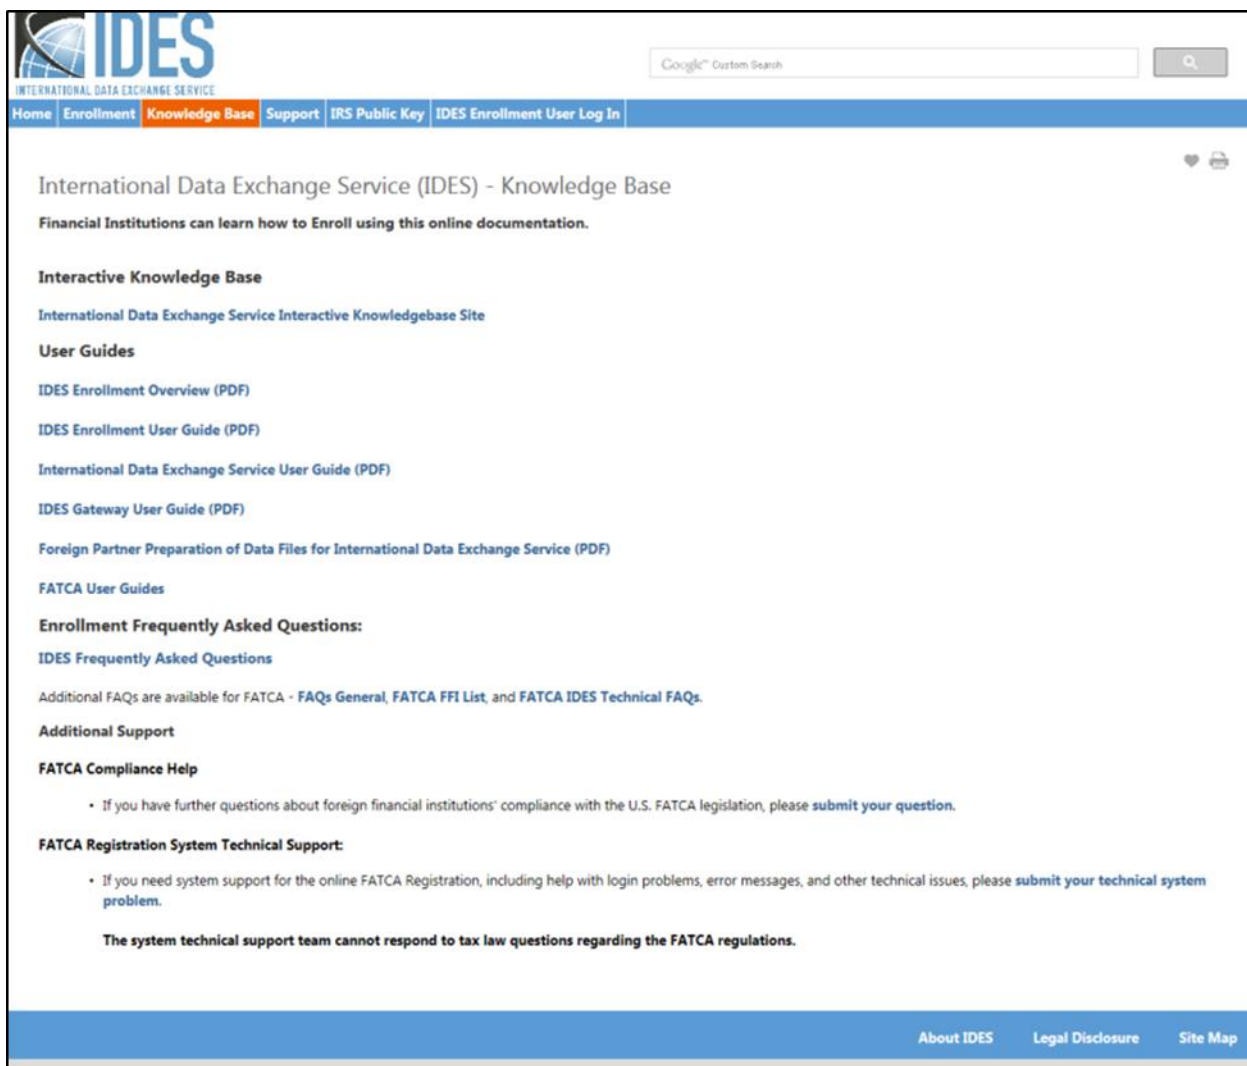 IDES
INTERNATIONAL DATA EXCHANGE SERVICE
Google™ Custom Search
Home Enrollment Knowledge Base Support IRS Public Key IDES Enrollment User Log In
International Data Exchange Service (IDES) - Knowledge Base
Financial Institutions can learn how to Enroll using this online documentation.
Interactive Knowledge Base
International Data Exchange Service Interactive Knowledgebase Site
User Guides
IDES Enrollment Overview (PDF)
IDES Enrollment User Guide (PDF)
International Data Exchange Service User Guide (PDF)
IDES Gateway User Guide (PDF)
Foreign Partner Preparation of Data Files for International Data Exchange Service (PDF)
FATCA User Guides
Enrollment Frequently Asked Questions:
IDES Frequently Asked Questions
Additional FAQs are available for FATCA - FAQs General, FATCA FFI List, and FATCA IDES Technical FAQs.
Additional Support
FATCA Compliance Help
• If you have further questions about foreign financial institutions' compliance with the U.S. FATCA legislation, please submit your question.
FATCA Registration System Technical Support:
• If you need system support for the online FATCA Registration, including help with login problems, error messages, and other technical issues, please submit your technical system
problem.
The system technical support team cannot respond to tax law questions regarding the FATCA regulations.
About IDES Legal Disclosure Site Map